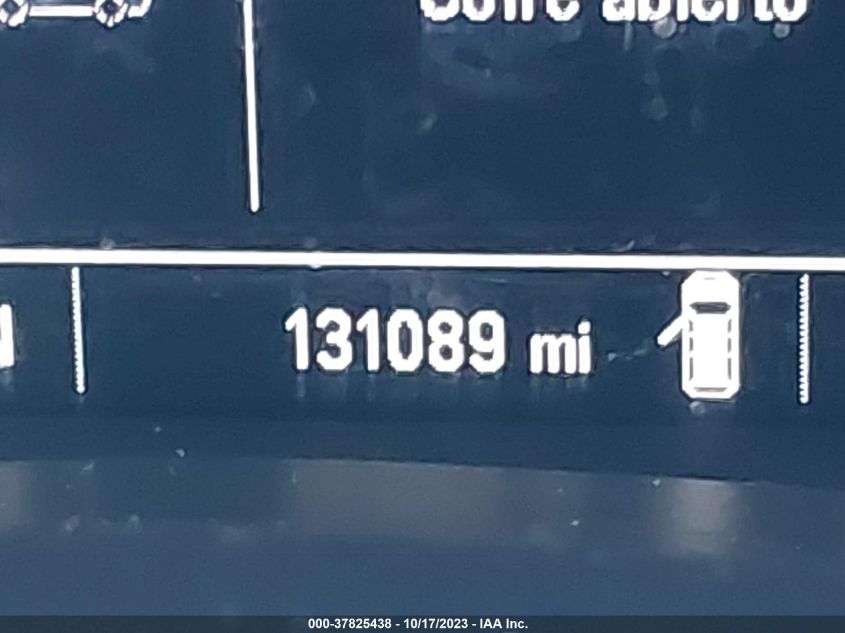 Cofre abierto
131089 mi
000-37825438 - 10/17/2023 - IAA Inc.